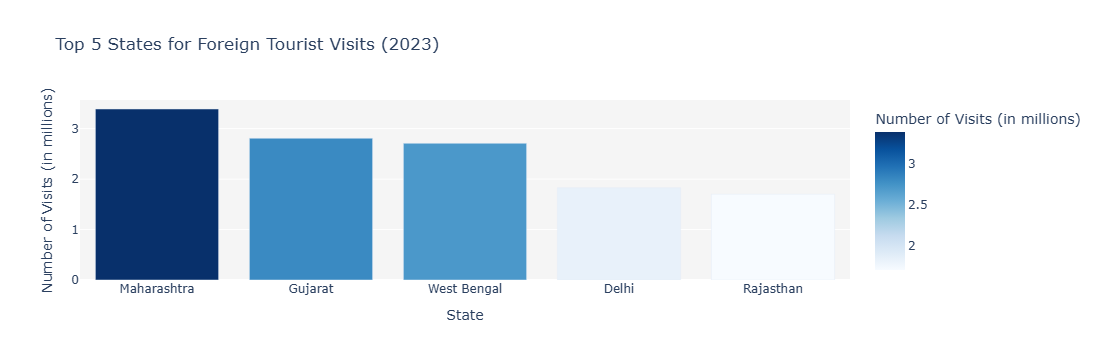 Top 5 States for Foreign Tourist Visits (2023)
Number of Visits (in millions)
3
2
1
0
Maharashtra
Gujarat
West Bengal
Delhi
Rajasthan
State
Number of Visits (in millions)
3
2.5
2